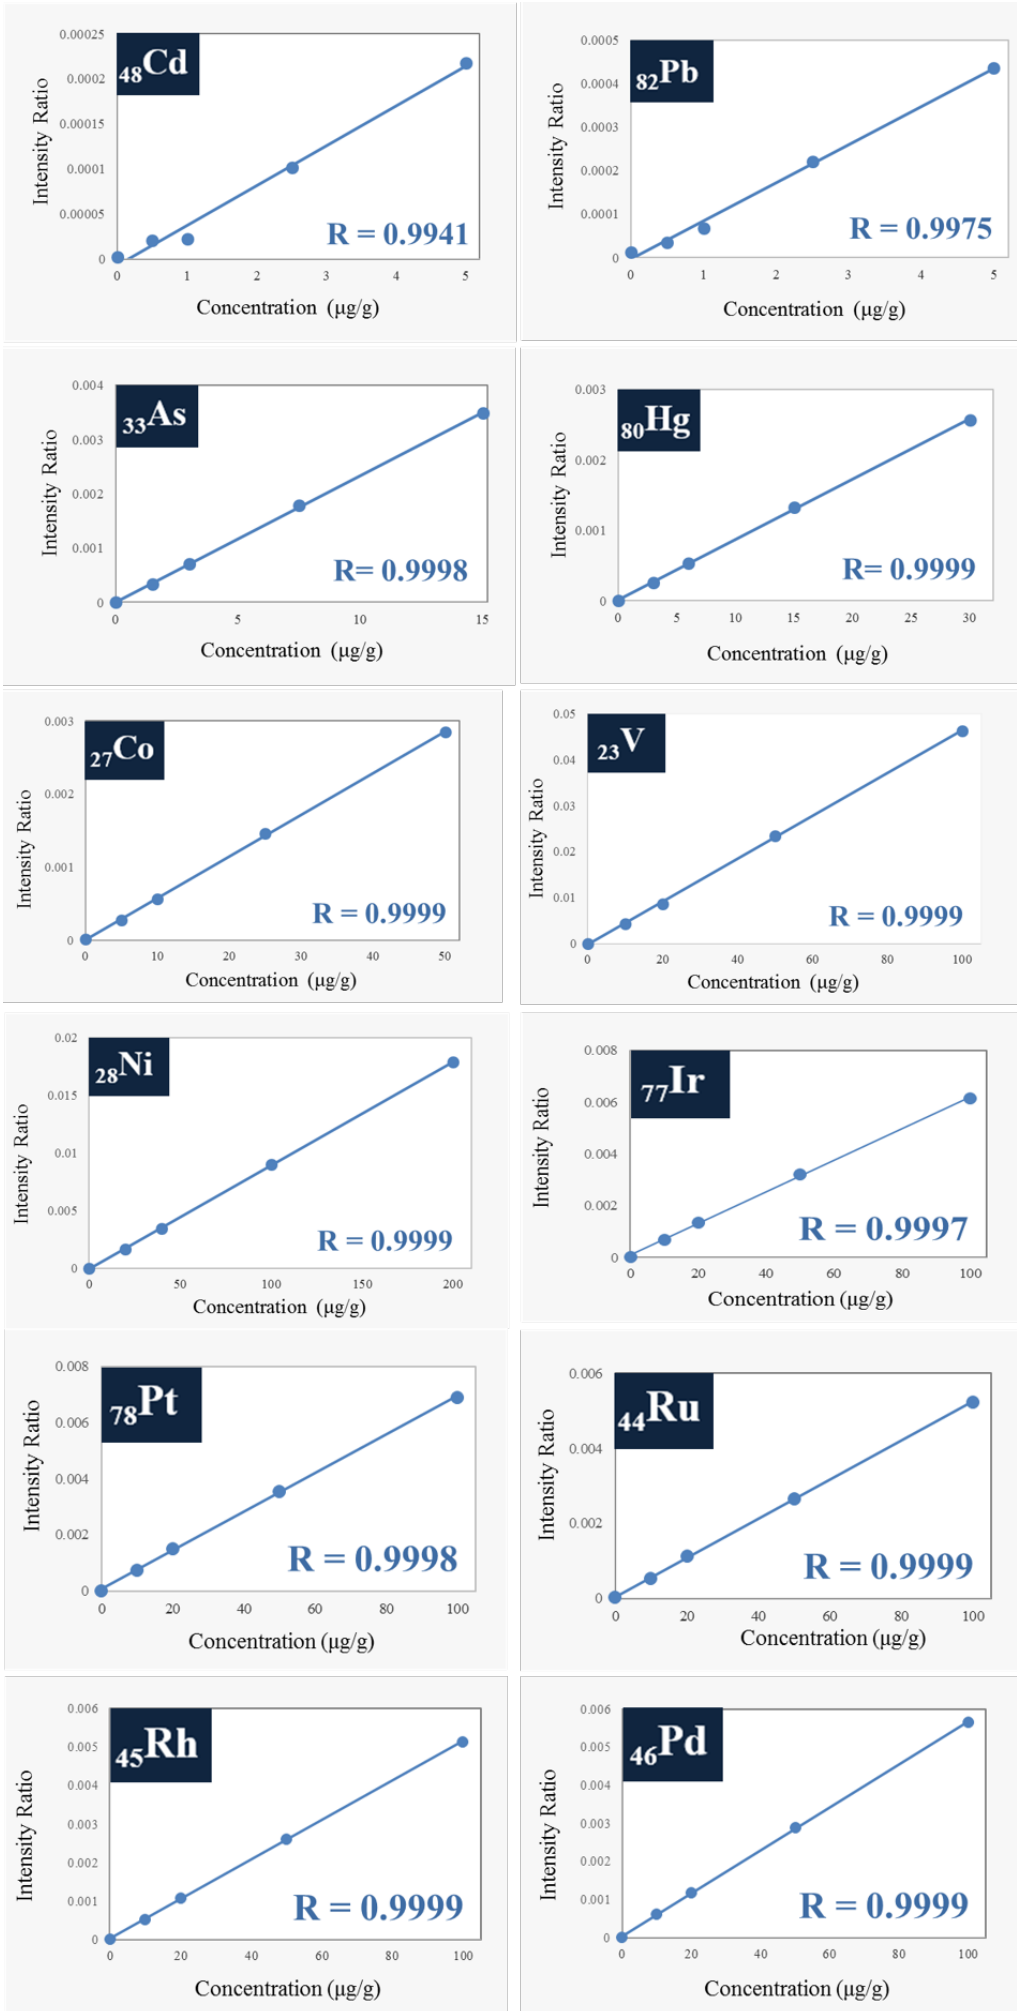 48Cd
0.00025
0.0002
0.00015
0.0001
0.00005
0
Intensity Ratio
R = 0.9941
0 1 2 3 4 5
Concentration (µg/g)
82Pb
0.0005
0.0004
0.0003
0.0002
0.0001
0
Intensity Ratio
R = 0.9975
0 1 2 3 4 5
Concentration (µg/g)
33As
0.004
0.003
0.002
0.001
0
Intensity Ratio
R= 0.9998
0 5 10 15
Concentration (µg/g)
80Hg
0.003
0.002
0.001
0
Intensity Ratio
R= 0.9999
0 5 10 15 20 25 30
Concentration (µg/g)
27Co
0.003
0.002
0.001
0
Intensity Ratio
R = 0.9999
0 10 20 30 40 50
Concentration (µg/g)
23V
0.05
0.04
0.03
0.02
0.01
0
Intensity Ratio
R = 0.9999
0 20 40 60 80 100
Concentration (µg/g)
28Ni
0.02
0.015
0.01
0.005
0
Intensity Ratio
R = 0.9999
0 50 100 150 200
Concentration (µg/g)
77Ir
0.008
0.006
0.004
0.002
0
Intensity Ratio
R = 0.9997
0 20 40 60 80 100
Concentration (µg/g)
78Pt
0.008
0.006
0.004
0.002
0
Intensity Ratio
R = 0.9998
0 20 40 60 80 100
Concentration (µg/g)
44Ru
0.006
0.004
0.002
0
Intensity Ratio
R = 0.9999
0 20 40 60 80 100
Concentration (µg/g)
45Rh
0.006
0.005
0.004
0.003
0.002
0.001
0
Intensity Ratio
R = 0.9999
0 20 40 60 80 100
Concentration (µg/g)
46Pd
0.006
0.005
0.004
0.003
0.002
0.001
0
Intensity Ratio
R = 0.9999
0 20 40 60 80 100
Concentration (µg/g)